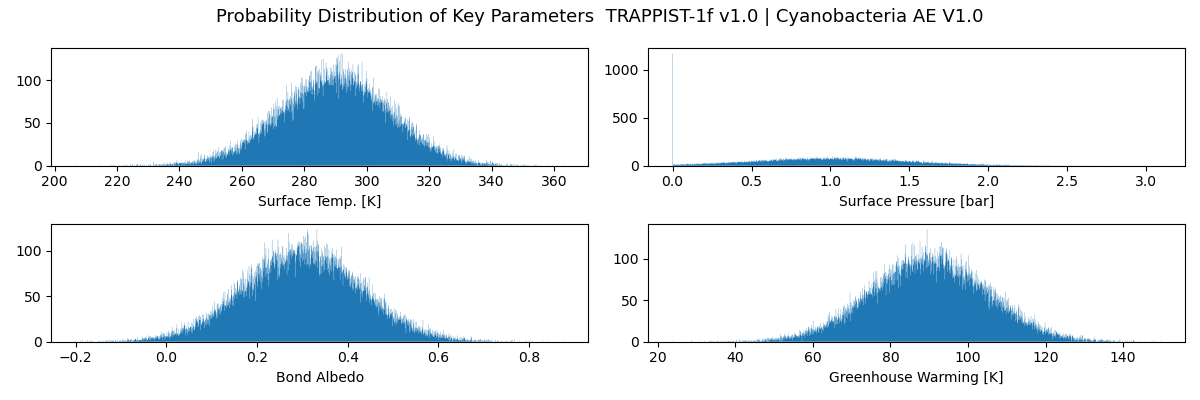 Probability Distribution of Key Parameters  TRAPPIST-1f v1.0 | Cyanobacteria AE V1.0
100
50
0
200 220 240 260 280 300 320 340 360
Surface Temp. [K]
1000
500
0
0.0 0.5 1.0 1.5 2.0 2.5 3.0
Surface Pressure [bar]
100
50
0
−0.2 0.0 0.2 0.4 0.6 0.8
Bond Albedo
100
50
0
20 40 60 80 100 120 140
Greenhouse Warming [K]